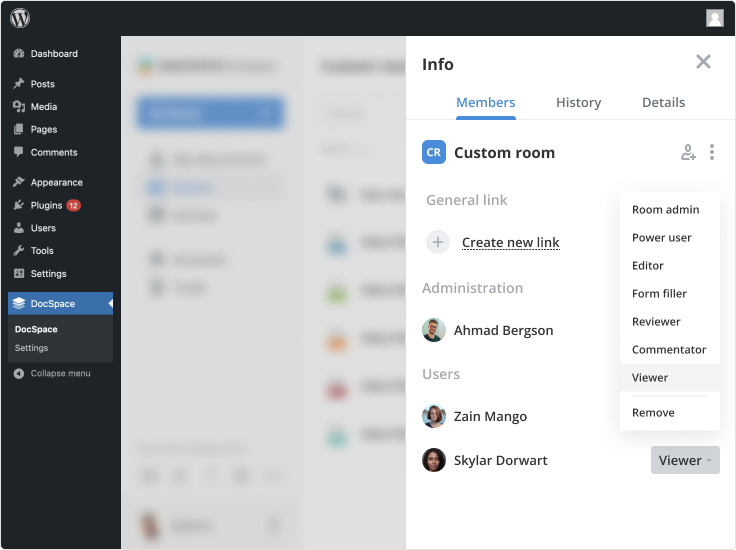 Dashboard
Posts
Media
Pages
Comments
Appearance
Plugins 12
Users
Tools
Settings
DocSpace
DocSpace
Settings
Collapse menu
Info
Members History Details
CR Custom room
General link
Create new link
Administration
Ahmad Bergson
Users
Zain Mango
Skylar Dorwart
Viewer
Room admin
Power user
Editor
Form filler
Reviewer
Commentator
Viewer
Remove